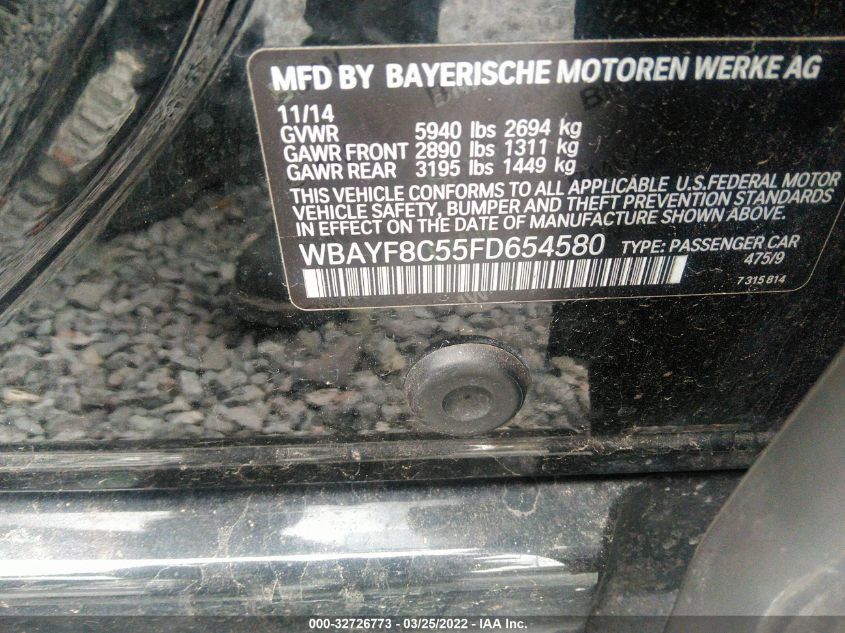 MFD BY BAYERISCHE MOTOREN WERKE AG
11/14
GVWR 5940 lbs 2694 kg
GAWR FRONT 2890 lbs 1311 kg
GAWR REAR 3195 lbs 1449 kg
THIS VEHICLE CONFORMS TO ALL APPLICABLE U.S.FEDERAL MOTOR
VEHICLE SAFETY, BUMPER AND THEFT PREVENTION STANDARDS
IN EFFECT ON THE DATE OF MANUFACTURE SHOWN ABOVE.
WBAYF8C55FD654580 TYPE: PASSENGER CAR
475/9
7 315 814
000-32726773 - 03/25/2022 - IAA Inc.